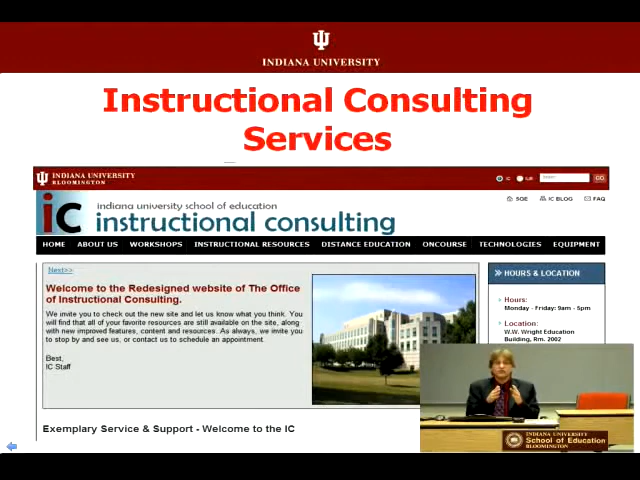 INDIANA UNIVERSITY
Instructional Consulting
Services
INDIANA UNIVERSITY
BLOOMINGTON
IC
IUB
GO
ic
indiana university school of education
instructional consulting
SOE
IC BLOG
FAQ
HOME ABOUT US WORKSHOPS INSTRUCTIONAL RESOURCES DISTANCE EDUCATION ONCOURSE TECHNOLOGIES EQUIPMENT
Next>>
Welcome to the Redesigned website of The Office
of Instructional Consulting.
We invite you to check out the new site and let us know what you think. You
will find that all of your favorite resources are still available on the site, along
with new improved features, content and resources. As always, we invite you
to stop by and see us, or contact us to schedule an appointment.
Best,
IC Staff
HOURS & LOCATION
Hours:
Monday - Friday: 9am - 5pm
Location:
W.W. Wright Education
Building, Rm. 2002
Exemplary Service & Support - Welcome to the IC
INDIANA UNIVERSITY
School of Education
BLOOMINGTON